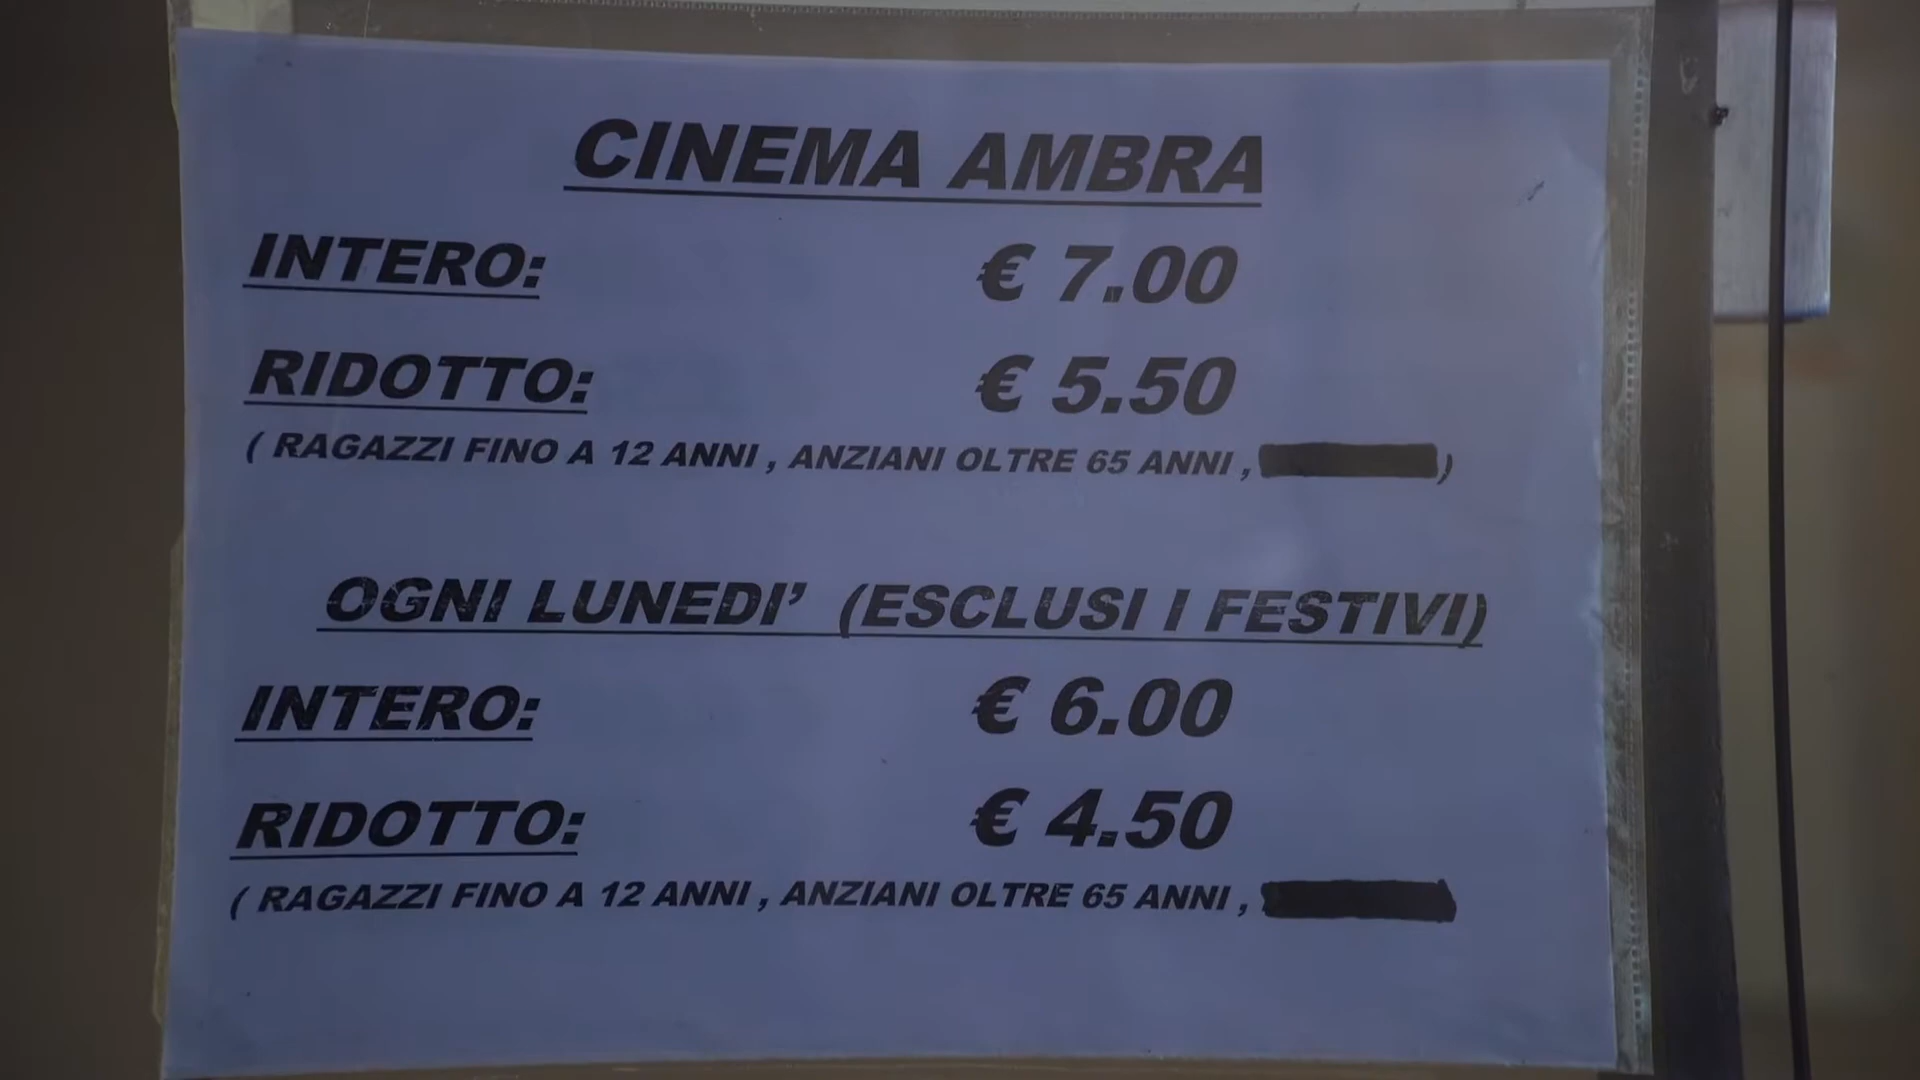 CINEMA AMBRA
INTERO: € 7.00
RIDOTTO: € 5.50
( RAGAZZI FINO A 12 ANNI , ANZIANI OLTRE 65 ANNI , )
OGNI LUNEDI' (ESCLUSI I FESTIVI)
INTERO: € 6.00
RIDOTTO: € 4.50
( RAGAZZI FINO A 12 ANNI , ANZIANI OLTRE 65 ANNI ,